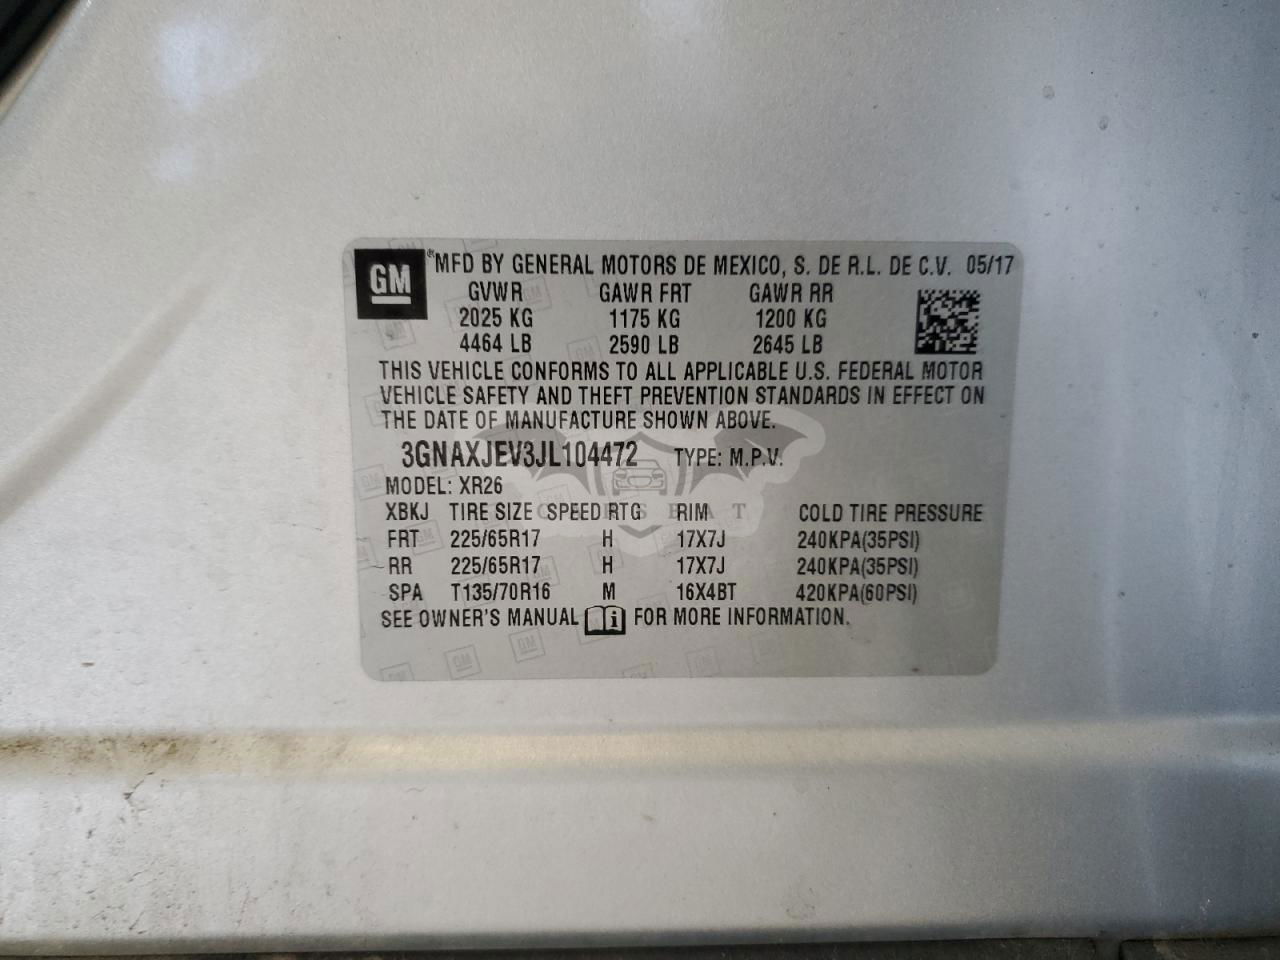 GM
®MFD BY GENERAL MOTORS DE MEXICO, S. DE R.L. DE C.V. 05/17
GVWR GAWR FRT GAWR RR
2025 KG 1175 KG 1200 KG
4464 LB 2590 LB 2645 LB
THIS VEHICLE CONFORMS TO ALL APPLICABLE U.S. FEDERAL MOTOR
VEHICLE SAFETY AND THEFT PREVENTION STANDARDS IN EFFECT ON
THE DATE OF MANUFACTURE SHOWN ABOVE.
3GNAXJEV3JL104472 TYPE: M.P.V.
MODEL: XR26
XBKJ TIRE SIZE SPEED RTG RIM COLD TIRE PRESSURE
FRT 225/65R17 H 17X7J 240KPA(35PSI)
RR 225/65R17 H 17X7J 240KPA(35PSI)
SPA T135/70R16 M 16X4BT 420KPA(60PSI)
SEE OWNER'S MANUAL i FOR MORE INFORMATION.